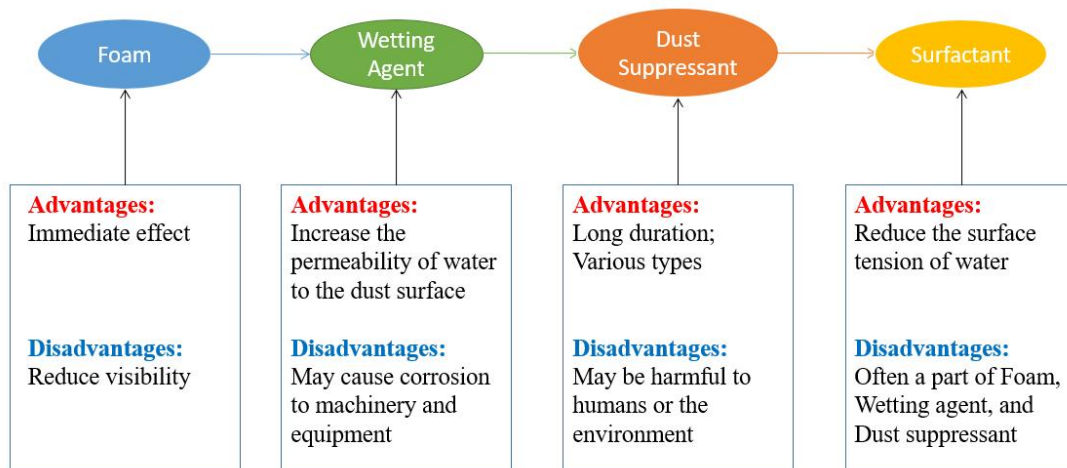 Foam
Wetting
Agent
Dust
Suppressant
Surfactant
Advantages:
Immediate effect
Disadvantages:
Reduce visibility
Advantages:
Increase the
permeability of water
to the dust surface
Disadvantages:
May cause corrosion
to machinery and
equipment
Advantages:
Long duration;
Various types
Disadvantages:
May be harmful to
humans or the
environment
Advantages:
Reduce the surface
tension of water
Disadvantages:
Often a part of Foam,
Wetting agent, and
Dust suppressant